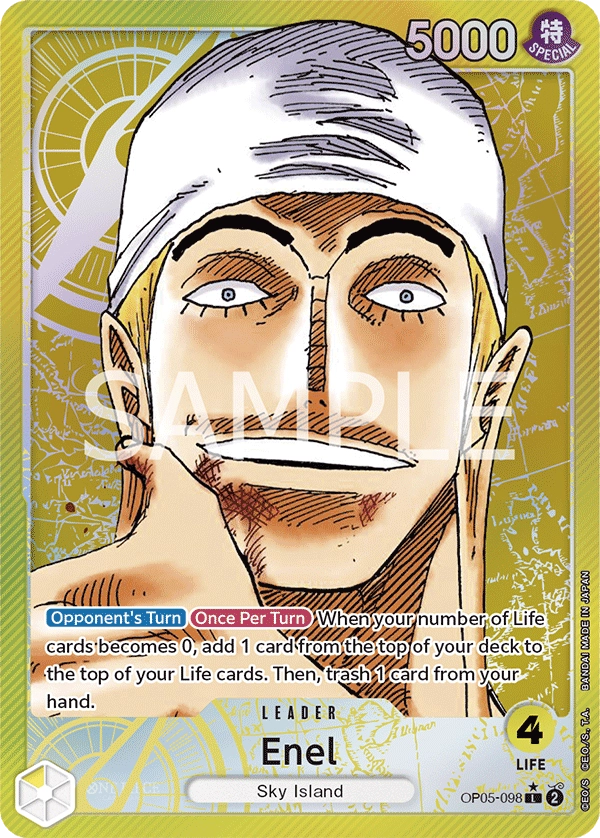 5000 特
SPECIAL
SAMPLE
Opponent's Turn Once Per Turn When your number of Life
cards becomes 0, add 1 card from the top of your deck to
the top of your Life cards. Then, trash 1 card from your
hand.
LEADER
Enel
Sky Island
4
LIFE
OP05-098 L 2
©E.O./S ©E.O./S., T.A. BANDAI MADE IN JAPAN
ONE PIECE